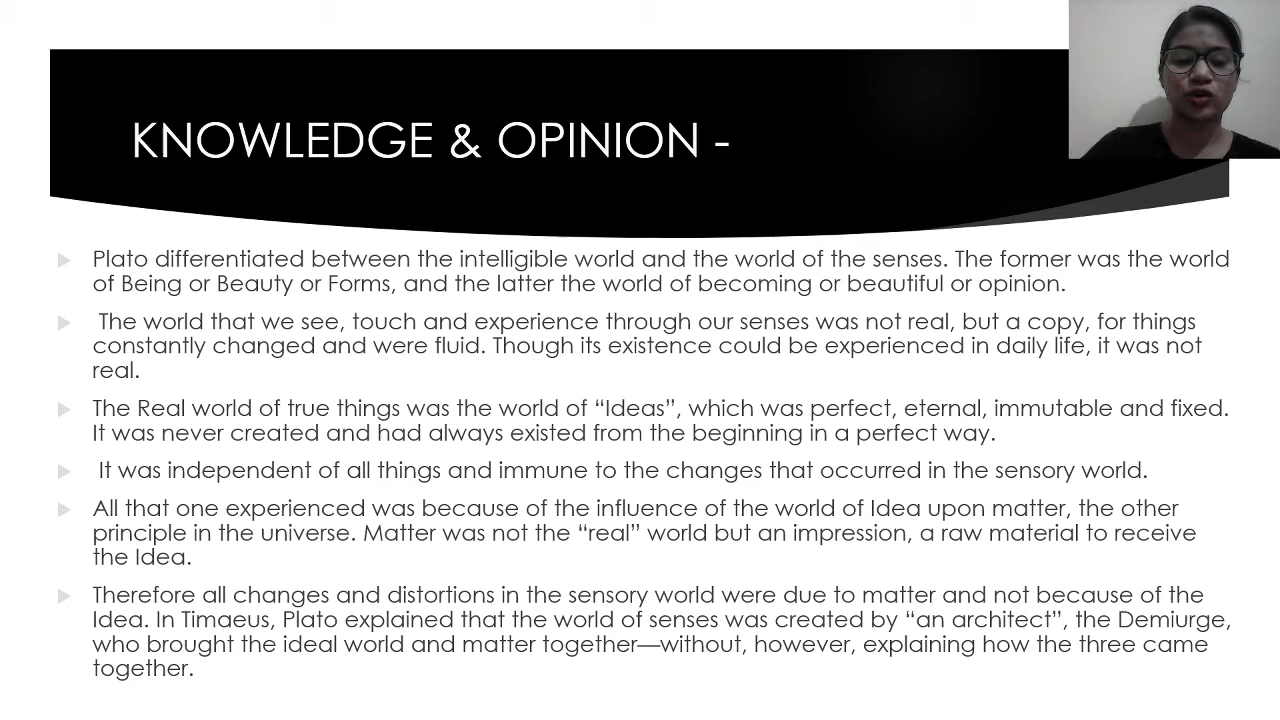 KNOWLEDGE & OPINION -
Plato differentiated between the intelligible world and the world of the senses. The former was the world
of Being or Beauty or Forms, and the latter the world of becoming or beautiful or opinion.
The world that we see, touch and experience through our senses was not real, but a copy, for things
constantly changed and were fluid. Though its existence could be experienced in daily life, it was not
real.
The Real world of true things was the world of “Ideas”, which was perfect, eternal, immutable and fixed.
It was never created and had always existed from the beginning in a perfect way.
It was independent of all things and immune to the changes that occurred in the sensory world.
All that one experienced was because of the influence of the world of Idea upon matter, the other
principle in the universe. Matter was not the “real” world but an impression, a raw material to receive
the Idea.
Therefore all changes and distortions in the sensory world were due to matter and not because of the
Idea. In Timaeus, Plato explained that the world of senses was created by “an architect”, the Demiurge,
who brought the ideal world and matter together—without, however, explaining how the three came
together.